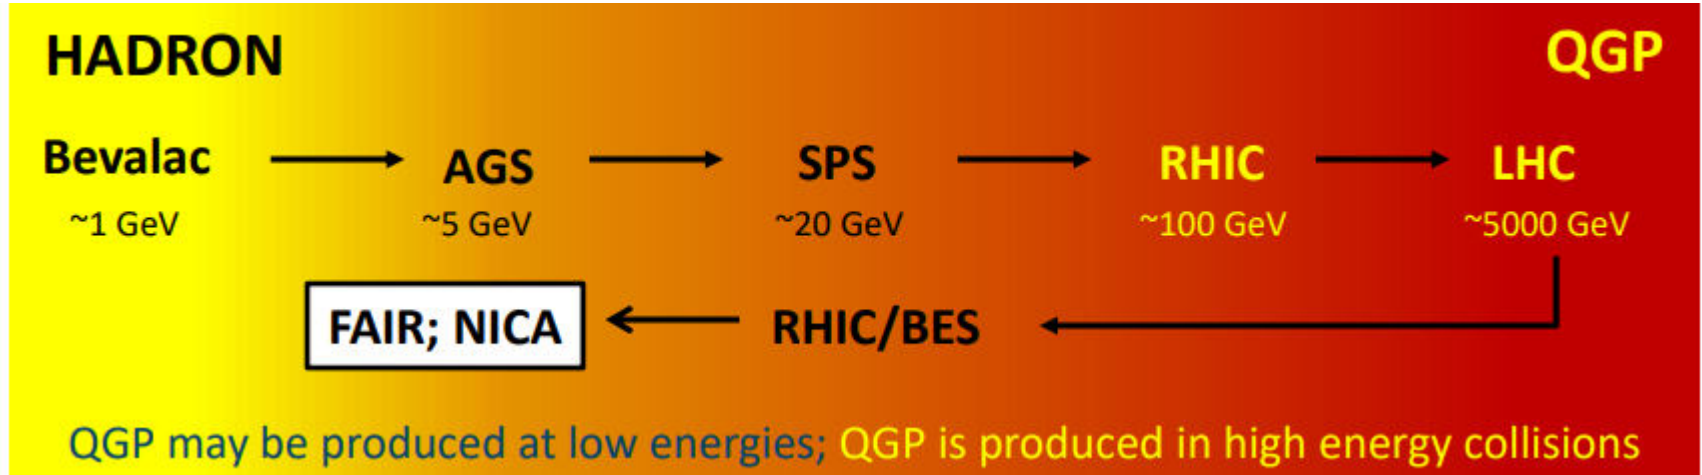 HADRON QGP
Bevalac AGS SPS RHIC LHC
~1 GeV ~5 GeV ~20 GeV ~100 GeV ~5000 GeV
FAIR; NICA RHIC/BES
QGP may be produced at low energies; QGP is produced in high energy collisions